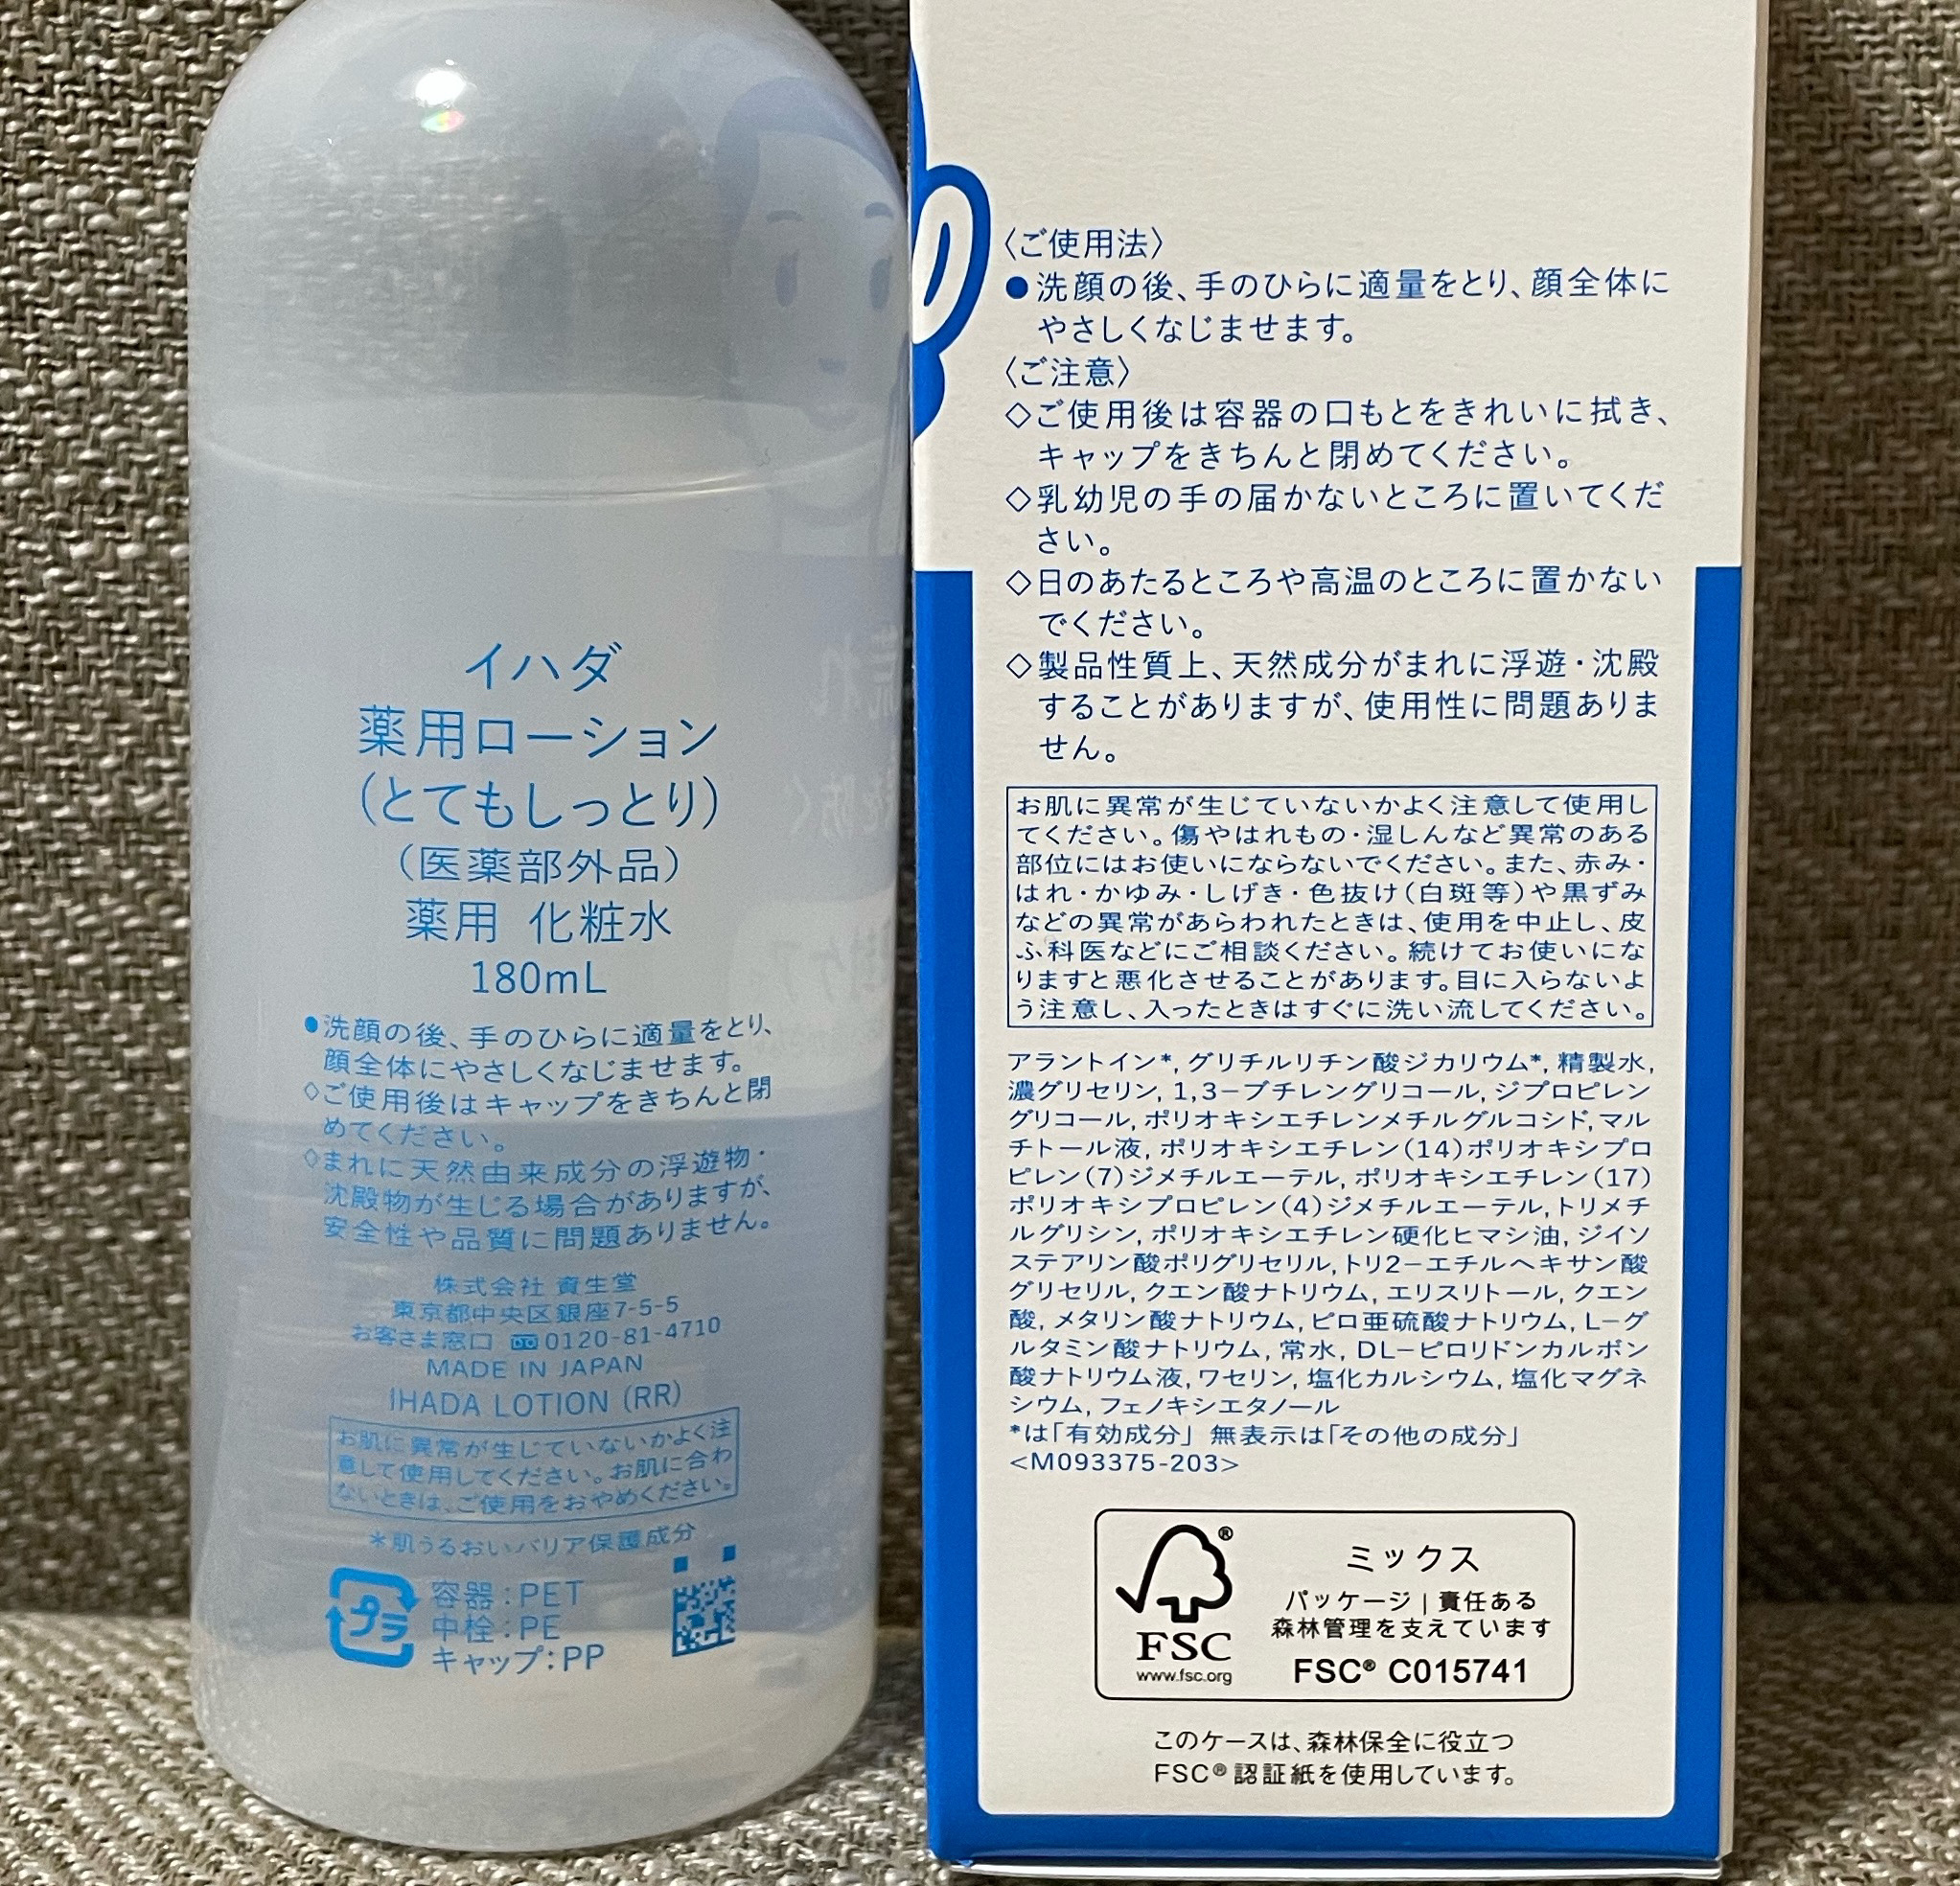 イハダ
薬用ローション
(とてもしっとり)
(医薬部外品)
薬用 化粧水
180mL
●洗顔の後、手のひらに適量をとり、
顔全体にやさしくなじませます。
◇ご使用後はキャップをきちんと閉
めてください。
◇まれに天然由来成分の浮遊物・
沈殿物が生じる場合がありますが、
安全性や品質に問題ありません。
株式会社 資生堂
東京都中央区銀座7-5-5
お客さま窓口 0120-81-4710
MADE IN JAPAN
IHADA LOTION (RR)
お肌に異常が生じていないかよく注
意して使用してください。お肌に合わ
ないときは、ご使用をおやめください。
*肌うるおいバリア保護成分
プラ
容器:PET
中栓:PE
キャップ:PP
〈ご使用法〉
●洗顔の後、手のひらに適量をとり、顔全体に
やさしくなじませます。
〈ご注意〉
◇ご使用後は容器の口もとをきれいに拭き、
キャップをきちんと閉めてください。
◇乳幼児の手の届かないところに置いてくだ
さい。
◇日のあたるところや高温のところに置かない
でください。
◇製品性質上、天然成分がまれに浮遊・沈殿
することがありますが、使用性に問題ありま
せん。
お肌に異常が生じていないかよく注意して使用し
てください。傷やはれもの・湿しんなど異常のある
部位にはお使いにならないでください。また、赤み・
はれ・かゆみ・しげき・色抜け(白斑等)や黒ずみ
などの異常があらわれたときは、使用を中止し、皮
ふ科医などにご相談ください。続けてお使いにな
りますと悪化させることがあります。目に入らないよ
う注意し、入ったときはすぐに洗い流してください。
アラントイン*, グリチルリチン酸ジカリウム*, 精製水,
濃グリセリン, 1,3-ブチレングリコール, ジプロピレン
グリコール, ポリオキシエチレンメチルグルコシド, マル
チトール液, ポリオキシエチレン(14)ポリオキシプロ
ピレン(7)ジメチルエーテル, ポリオキシエチレン(17)
ポリオキシプロピレン(4)ジメチルエーテル, トリメチ
ルグリシン, ポリオキシエチレン硬化ヒマシ油, ジイソ
ステアリン酸ポリグリセリル, トリ2-エチルヘキサン酸
グリセリル, クエン酸ナトリウム, エリスリトール, クエン
酸, メタリン酸ナトリウム, ピロ亜硫酸ナトリウム, L-グ
ルタミン酸ナトリウム, 常水, DL-ピロリドンカルボン
酸ナトリウム液, ワセリン, 塩化カルシウム, 塩化マグネ
シウム, フェノキシエタノール
*は「有効成分」 無表示は「その他の成分」
<M093375-203>
®
FSC
www.fsc.org
ミックス
パッケージ|責任ある
森林管理を支えています
FSC® C015741
このケースは、森林保全に役立つ
FSC®認証紙を使用しています。